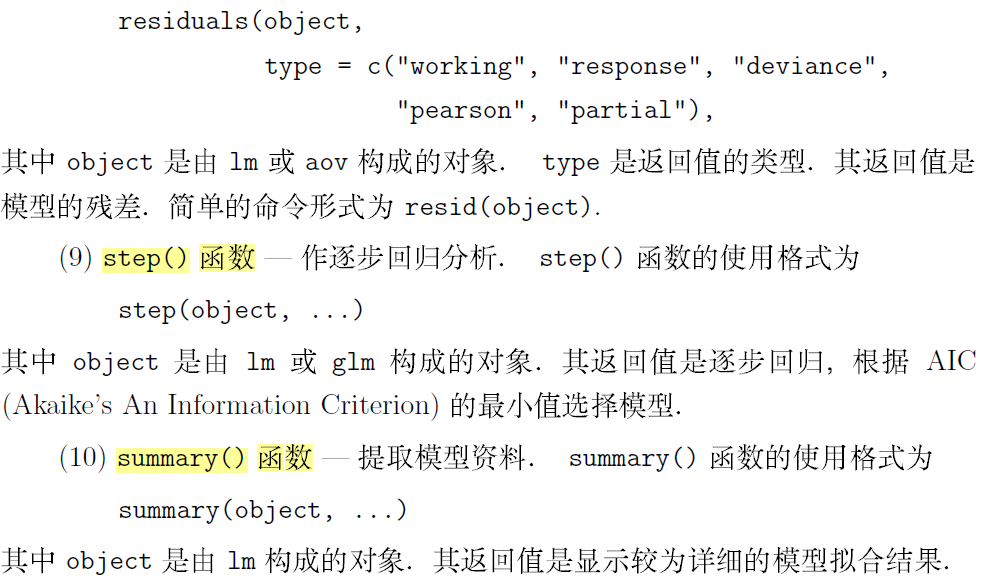 residuals(object,
type = c("working", "response", "deviance",
"pearson", "partial"),
其中 object 是由 lm 或 aov 构成的对象. type 是返回值的类型. 其返回值是
模型的残差. 简单的命令形式为 resid(object).
(9) step() 函数 — 作逐步回归分析. step() 函数的使用格式为
step(object, ...)
其中 object 是由 lm 或 glm 构成的对象. 其返回值是逐步回归, 根据 AIC
(Akaike's An Information Criterion) 的最小值选择模型.
(10) summary() 函数 — 提取模型资料. summary() 函数的使用格式为
summary(object, ...)
其中 object 是由 lm 构成的对象. 其返回值是显示较为详细的模型拟合结果.